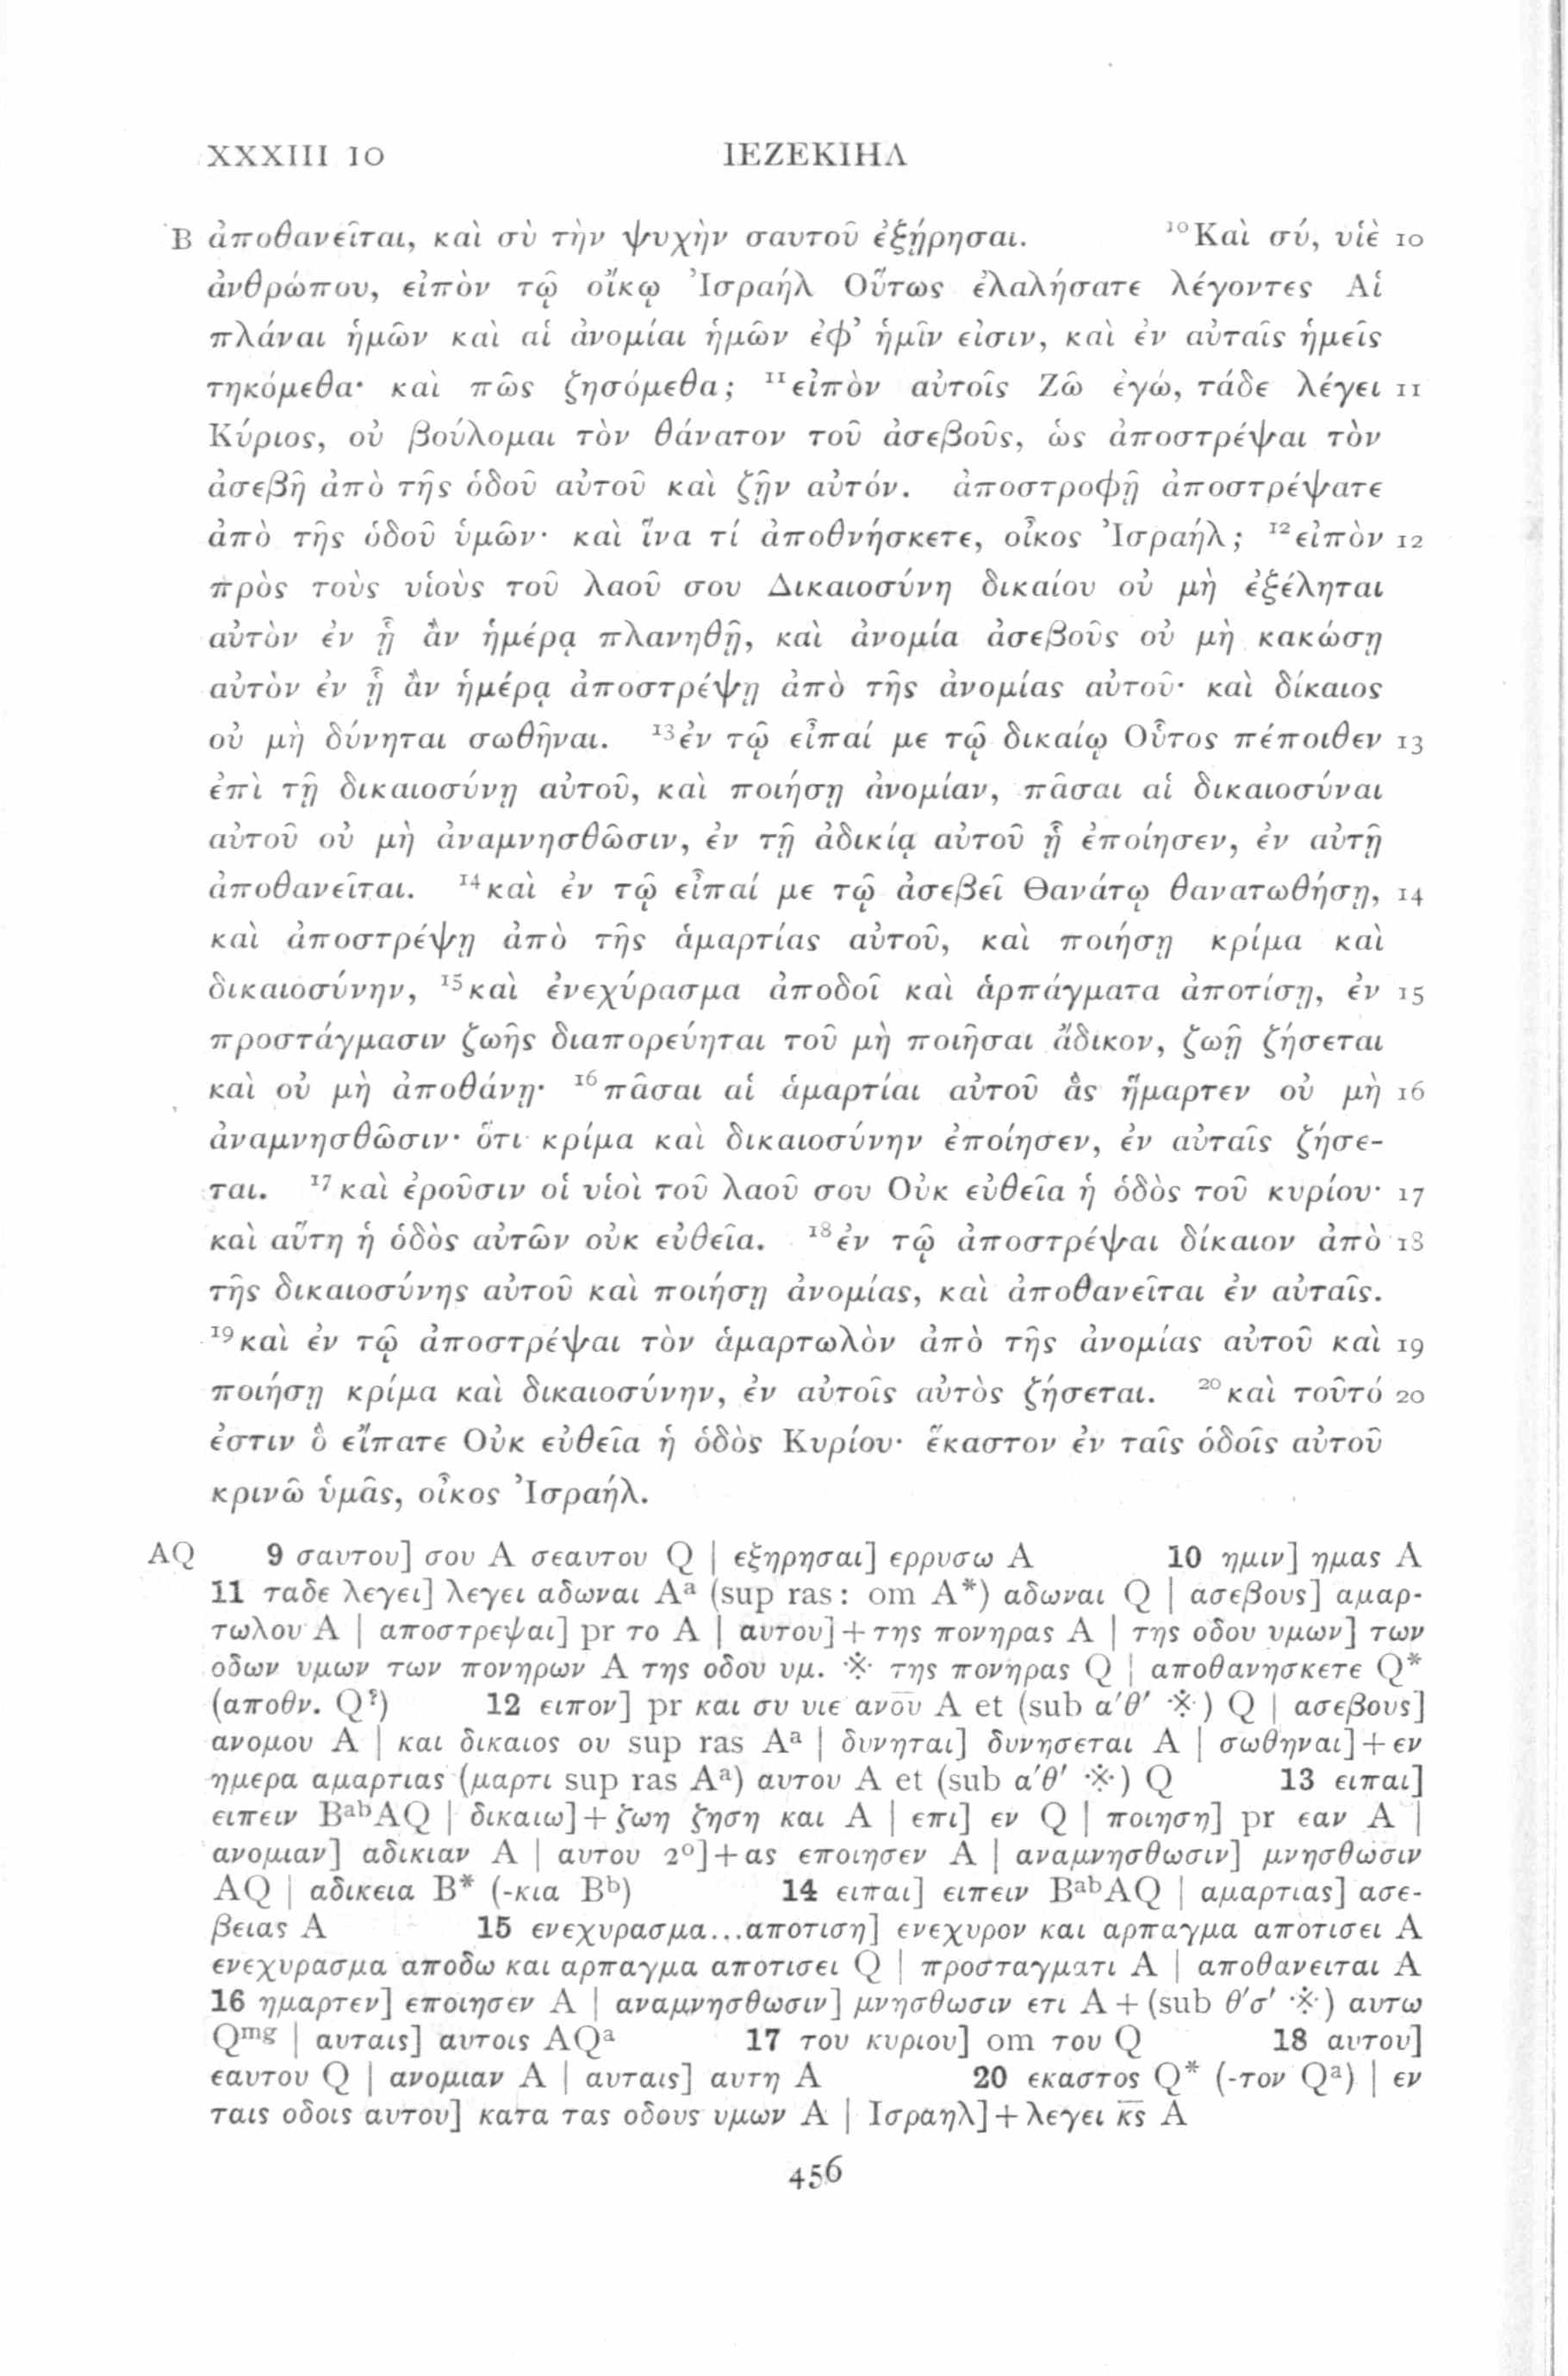 XXXIII 10 ΙΕΖΕΚΙΗΛ
B ἀποθανεῖται, καὶ σὺ τὴν ψυχὴν σαυτοῦ ἐξῄρησαι. ¹⁰Καὶ σύ, υἱὲ 10
ἀνθρώπου, εἰπὸν τῷ οἴκῳ Ἰσραήλ Οὕτως ἐλαλήσατε λέγοντες Αἱ
πλάναι ἡμῶν καὶ αἱ ἀνομίαι ἡμῶν ἐφ᾽ ἡμῖν εἰσιν, καὶ ἐν αὐταῖς ἡμεῖς
τηκόμεθα· καὶ πῶς ζησόμεθα; ¹¹εἰπὸν αὐτοῖς Ζῶ ἐγώ, τάδε λέγει 11
Κύριος, οὐ βούλομαι τὸν θάνατον τοῦ ἀσεβοῦς, ὡς ἀποστρέψαι τὸν
ἀσεβῆ ἀπὸ τῆς ὁδοῦ αὐτοῦ καὶ ζῇν αὐτόν. ἀποστροφῇ ἀποστρέψατε
ἀπὸ τῆς ὁδοῦ ὑμῶν· καὶ ἵνα τί ἀποθνήσκετε, οἶκος Ἰσραήλ; ¹²εἰπὸν 12
πρὸς τοὺς υἱοὺς τοῦ λαοῦ σου Δικαιοσύνη δικαίου οὐ μὴ ἐξέληται
αὐτὸν ἐν ᾗ ἂν ἡμέρᾳ πλανηθῇ, καὶ ἀνομία ἀσεβοῦς οὐ μὴ κακώσῃ
αὐτὸν ἐν ᾗ ἂν ἡμέρᾳ ἀποστρέψῃ ἀπὸ τῆς ἀνομίας αὐτοῦ· καὶ δίκαιος
οὐ μὴ δύνηται σωθῆναι. ¹³ἐν τῷ εἶπαί με τῷ δικαίῳ Οὗτος πέποιθεν 13
ἐπὶ τῇ δικαιοσύνῃ αὐτοῦ, καὶ ποιήσῃ ἀνομίαν, πᾶσαι αἱ δικαιοσύναι
αὐτοῦ οὐ μὴ ἀναμνησθῶσιν, ἐν τῇ ἀδικίᾳ αὐτοῦ ᾗ ἐποίησεν, ἐν αὐτῇ
ἀποθανεῖται. ¹⁴καὶ ἐν τῷ εἶπαί με τῷ ἀσεβεῖ Θανάτῳ θανατωθήσῃ, 14
καὶ ἀποστρέψῃ ἀπὸ τῆς ἁμαρτίας αὐτοῦ, καὶ ποιήσῃ κρίμα καὶ
δικαιοσύνην, ¹⁵καὶ ἐνεχύρασμα ἀποδοῖ καὶ ἁρπάγματα ἀποτίσῃ, ἐν 15
προστάγμασιν ζωῆς διαπορεύηται τοῦ μὴ ποιῆσαι ἄδικον, ζωῇ ζήσεται
καὶ οὐ μὴ ἀποθάνῃ· ¹⁶πᾶσαι αἱ ἁμαρτίαι αὐτοῦ ἃς ἥμαρτεν οὐ μὴ 16
ἀναμνησθῶσιν· ὅτι κρίμα καὶ δικαιοσύνην ἐποίησεν, ἐν αὐταῖς ζήσε-
ται. ¹⁷καὶ ἐροῦσιν οἱ υἱοὶ τοῦ λαοῦ σου Οὐκ εὐθεῖα ἡ ὁδὸς τοῦ κυρίου· 17
καὶ αὕτη ἡ ὁδὸς αὐτῶν οὐκ εὐθεῖα. ¹⁸ἐν τῷ ἀποστρέψαι δίκαιον ἀπὸ 18
τῆς δικαιοσύνης αὐτοῦ καὶ ποιήσῃ ἀνομίας, καὶ ἀποθανεῖται ἐν αὐταῖς.
¹⁹καὶ ἐν τῷ ἀποστρέψαι τὸν ἁμαρτωλὸν ἀπὸ τῆς ἀνομίας αὐτοῦ καὶ 19
ποιήσῃ κρίμα καὶ δικαιοσύνην, ἐν αὐτοῖς αὐτὸς ζήσεται. ²⁰καὶ τοῦτό 20
ἐστιν ὃ εἴπατε Οὐκ εὐθεῖα ἡ ὁδὸς Κυρίου· ἕκαστον ἐν ταῖς ὁδοῖς αὐτοῦ
κρινῶ ὑμᾶς, οἶκος Ἰσραήλ.
AQ 9 σαυτου] σου A σεαυτου Q | εξηρησαι] ερρυσω A 10 ημιν] ημας A
11 ταδε λεγει] λεγει αδωναι Aᵃ (sup ras: om A*) αδωναι Q | ασεβους] αμαρ-
τωλου A | αποστρεψαι] pr το A | αυτου]+της πονηρας A | της οδου υμων] των
οδων υμων των πονηρων A της οδου υμ. ※ της πονηρας Q | αποθανησκετε Q*
(αποθν. Q?) 12 ειπον] pr και συ υιε αν̅ο̅υ̅ A et (sub α′θ′ ※) Q | ασεβους]
ανομου A | και δικαιος ου sup ras Aᵃ | δυνηται] δυνησεται A | σωθηναι]+εν
ημερα αμαρτιας (μαρτι sup ras Aᵃ) αυτου A et (sub α′θ′ ※) Q 13 ειπαι]
ειπειν BᵃᵇAQ | δικαιω]+ζωη ζηση και A | επι] εν Q | ποιηση] pr εαν A |
ανομιαν] αδικιαν A | αυτου 2°]+ας εποιησεν A | αναμνησθωσιν] μνησθωσιν
AQ | αδικεια B* (-κια Bᵇ) 14 ειπαι] ειπειν BᵃᵇAQ | αμαρτιας] ασε-
βειας A 15 ενεχυρασμα...αποτιση] ενεχυρον και αρπαγμα αποτισει A
ενεχυρασμα αποδω και αρπαγμα αποτισει Q | προσταγματι A | αποθανειται A
16 ημαρτεν] εποιησεν A | αναμνησθωσιν] μνησθωσιν ετι A+(sub θ′σ′ ※) αυτω
Qᵐᵍ | αυταις] αυτοις AQᵃ 17 του κυριου] om του Q 18 αυτου]
εαυτου Q | ανομιαν A | αυταις] αυτη A 20 εκαστος Q* (-τον Qᵃ) | εν
ταις οδοις αυτου] κατα τας οδους υμων A | Ισραηλ]+λεγει κ̅ς̅ A
456